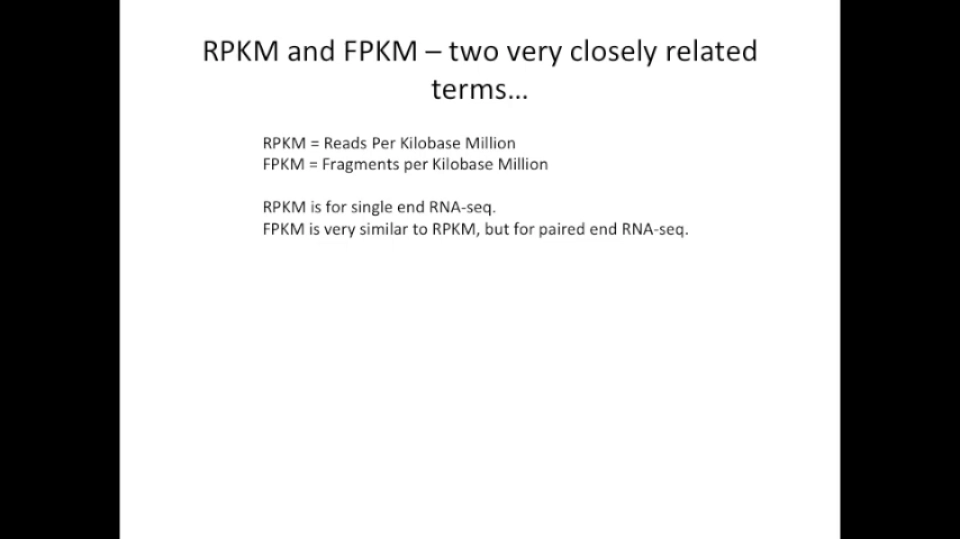 RPKM and FPKM – two very closely related
terms…
RPKM = Reads Per Kilobase Million
FPKM = Fragments per Kilobase Million
RPKM is for single end RNA-seq.
FPKM is very similar to RPKM, but for paired end RNA-seq.